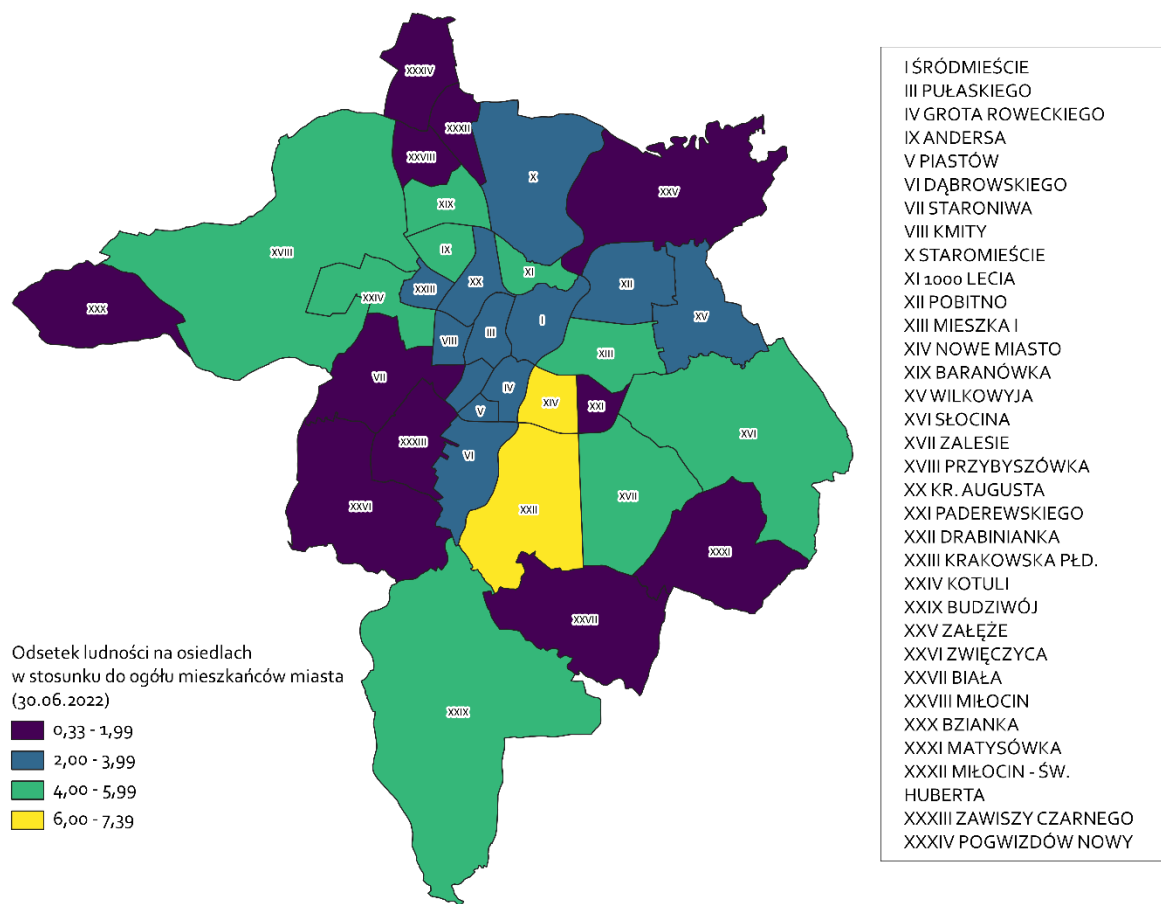 XXXIV
XXXII
XXVIII
X
XXV
XIX
IX
XI
XVIII
XX
XII
XXIII
XXIV
XXX
I
XV
III
VIII
XIII
VII
IV
XIV
XXI
V
XVI
XXXIII
VI
XVII
XXVI
XXII
XXXI
XXVII
XXIX
Odsetek ludności na osiedlach
w stosunku do ogółu mieszkańców miasta
(30.06.2022)
0,33 - 1,99
2,00 - 3,99
4,00 - 5,99
6,00 - 7,39
I ŚRÓDMIEŚCIE
III PUŁASKIEGO
IV GROTA ROWECKIEGO
IX ANDERSA
V PIASTÓW
VI DĄBROWSKIEGO
VII STARONIWA
VIII KMITY
X STAROMIEŚCIE
XI 1000 LECIA
XII POBITNO
XIII MIESZKA I
XIV NOWE MIASTO
XIX BARANÓWKA
XV WILKOWYJA
XVI SŁOCINA
XVII ZALESIE
XVIII PRZYBYSZÓWKA
XX KR. AUGUSTA
XXI PADEREWSKIEGO
XXII DRABINIANKA
XXIII KRAKOWSKA PŁD.
XXIV KOTULI
XXIX BUDZIWÓJ
XXV ZAŁĘŻE
XXVI ZWIĘCZYCA
XXVII BIAŁA
XXVIII MIŁOCIN
XXX BZIANKA
XXXI MATYSÓWKA
XXXII MIŁOCIN - ŚW.
HUBERTA
XXXIII ZAWISZY CZARNEGO
XXXIV POGWIZDÓW NOWY